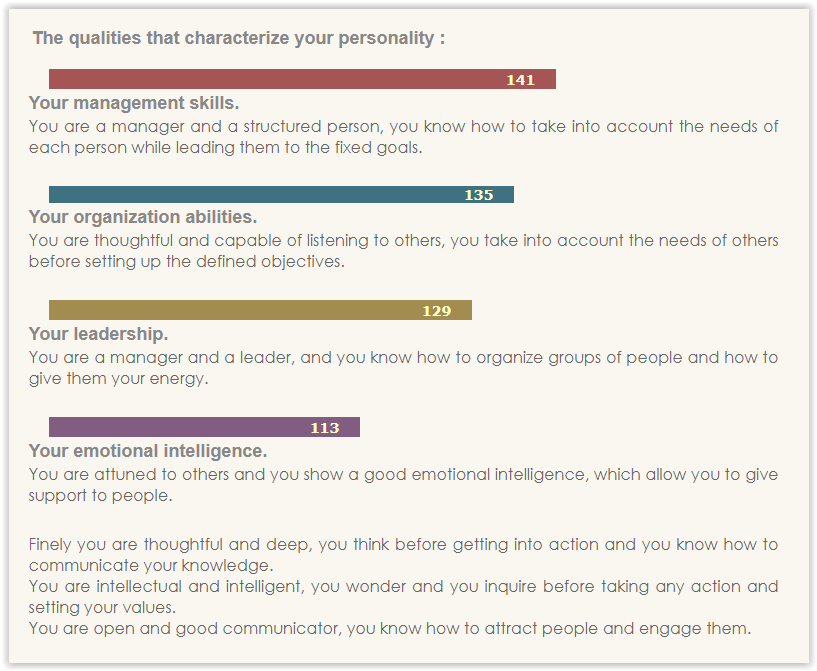 The qualities that characterize your personality :
141
Your management skills.
You are a manager and a structured person, you know how to take into account the needs of
each person while leading them to the fixed goals.
135
Your organization abilities.
You are thoughtful and capable of listening to others, you take into account the needs of others
before setting up the defined objectives.
129
Your leadership.
You are a manager and a leader, and you know how to organize groups of people and how to
give them your energy.
113
Your emotional intelligence.
You are attuned to others and you show a good emotional intelligence, which allow you to give
support to people.
Finely you are thoughtful and deep, you think before getting into action and you know how to
communicate your knowledge.
You are intellectual and intelligent, you wonder and you inquire before taking any action and
setting your values.
You are open and good communicator, you know how to attract people and engage them.